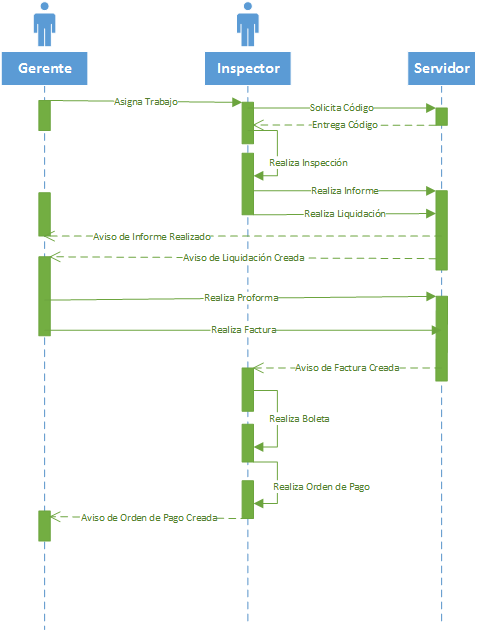 Gerente
Inspector
Servidor
Asigna Trabajo
Solicita Código
Entrega Código
Realiza Inspección
Realiza Informe
Realiza Liquidación
Aviso de Informe Realizado
Aviso de Liquidación Creada
Realiza Proforma
Realiza Factura
Aviso de Factura Creada
Realiza Boleta
Realiza Orden de Pago
Aviso de Orden de Pago Creada